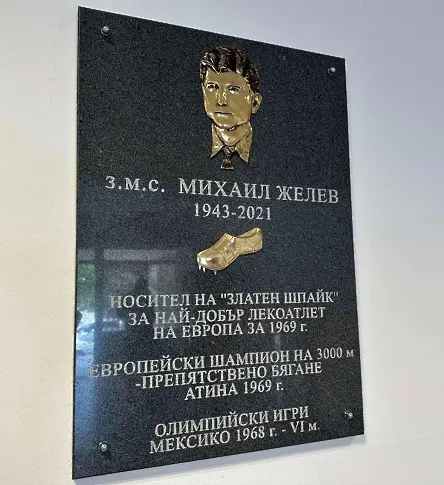 з.м.с. МИХАИЛ ЖЕЛЕВ
1943-2021
НОСИТЕЛ НА "ЗЛАТЕН ШПАЙК"
ЗА НАЙ-ДОБЪР ЛЕКОАТЛЕТ
НА ЕВРОПА ЗА 1969 г.
ЕВРОПЕЙСКИ ШАМПИОН НА 3000 м
-ПРЕПЯТСТВЕНО БЯГАНЕ
АТИНА 1969 г.
ОЛИМПИЙСКИ ИГРИ
МЕКСИКО 1968 г. - VI м.